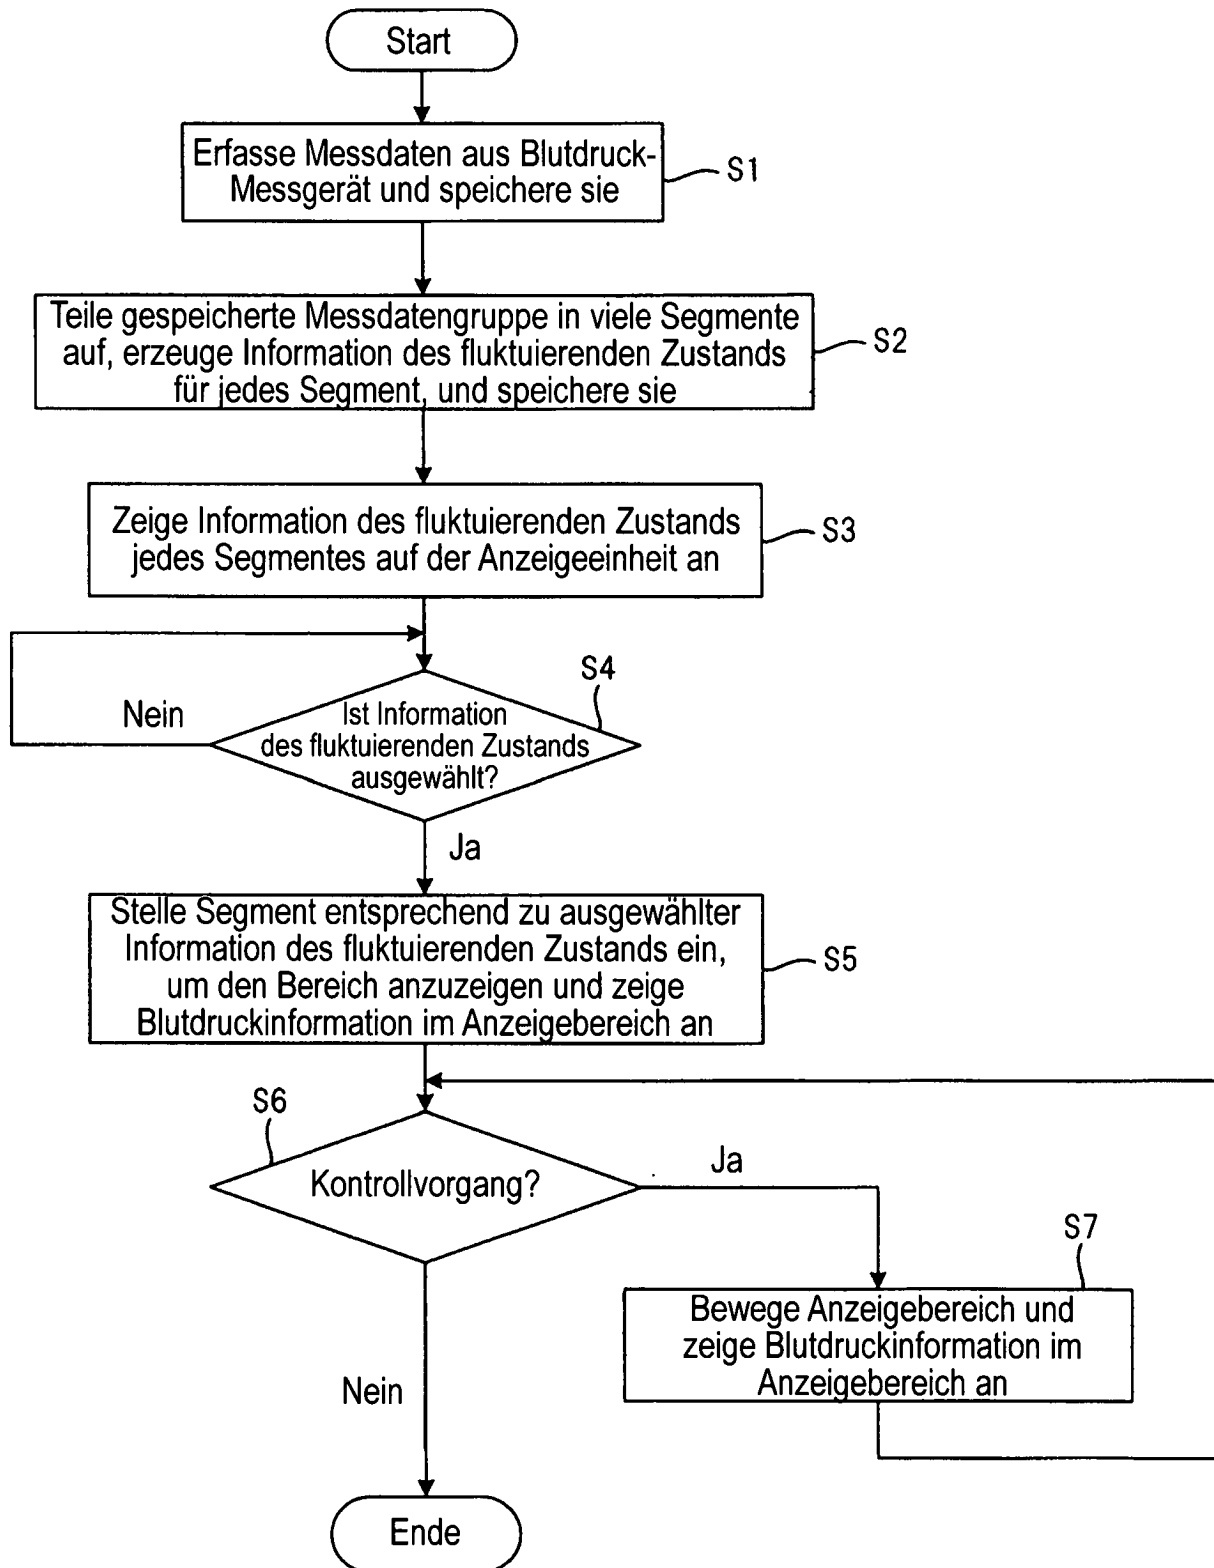 Start
Erfasse Messdaten aus Blutdruck-
Messgerät und speichere sie
S1
Teile gespeicherte Messdatengruppe in viele Segmente
auf, erzeuge Information des fluktuierenden Zustands
für jedes Segment, und speichere sie
S2
Zeige Information des fluktuierenden Zustands
jedes Segmentes auf der Anzeigeeinheit an
S3
S4
Nein
Ist Information
des fluktuierenden Zustands
ausgewählt?
Ja
Stelle Segment entsprechend zu ausgewählter
Information des fluktuierenden Zustands ein,
um den Bereich anzuzeigen und zeige
Blutdruckinformation im Anzeigebereich an
S5
S6
Kontrollvorgang?
Ja
S7
Bewege Anzeigebereich und
zeige Blutdruckinformation im
Anzeigebereich an
Nein
Ende